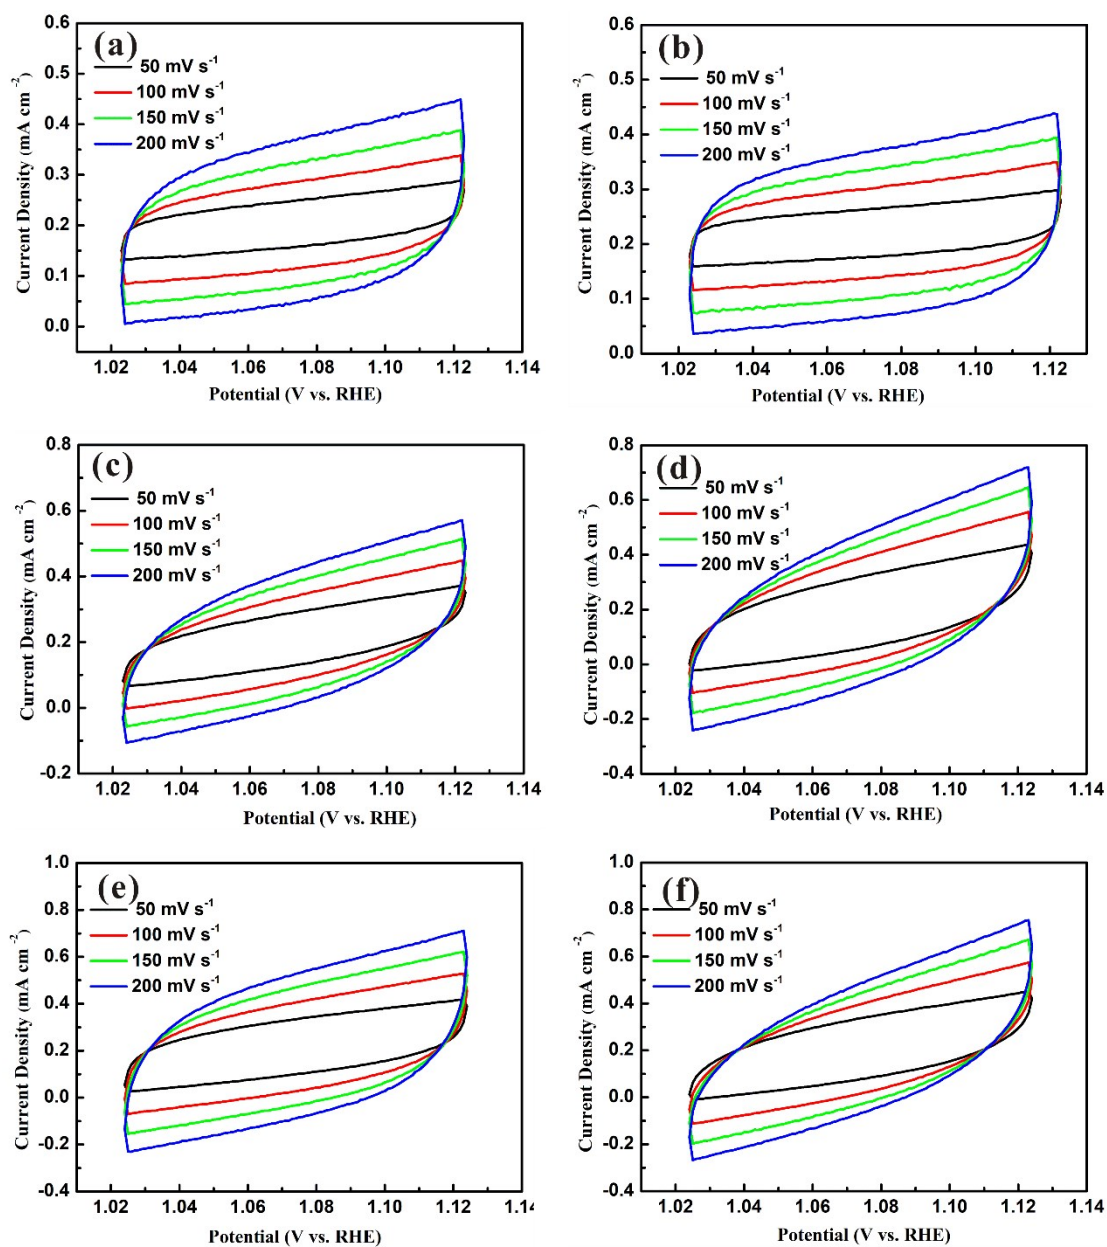 (a)
50 mV s⁻¹
100 mV s⁻¹
150 mV s⁻¹
200 mV s⁻¹
Current Density (mA cm ⁻²)
0.6
0.5
0.4
0.3
0.2
0.1
0.0
1.02 1.04 1.06 1.08 1.10 1.12 1.14
Potential (V vs. RHE)
(b)
50 mV s⁻¹
100 mV s⁻¹
150 mV s⁻¹
200 mV s⁻¹
Current Density (mA cm ⁻²)
0.6
0.5
0.4
0.3
0.2
0.1
0.0
1.02 1.04 1.06 1.08 1.10 1.12 1.14
Potential (V vs. RHE)
(c)
50 mV s⁻¹
100 mV s⁻¹
150 mV s⁻¹
200 mV s⁻¹
Current Density (mA cm ⁻²)
0.8
0.6
0.4
0.2
0.0
-0.2
1.02 1.04 1.06 1.08 1.10 1.12 1.14
Potential (V vs. RHE)
(d)
50 mV s⁻¹
100 mV s⁻¹
150 mV s⁻¹
200 mV s⁻¹
Current Density (mA cm ⁻²)
0.8
0.6
0.4
0.2
0.0
-0.2
-0.4
1.02 1.04 1.06 1.08 1.10 1.12 1.14
Potential (V vs. RHE)
(e)
50 mV s⁻¹
100 mV s⁻¹
150 mV s⁻¹
200 mV s⁻¹
Current Density (mA cm ⁻²)
1.0
0.8
0.6
0.4
0.2
0.0
-0.2
-0.4
1.02 1.04 1.06 1.08 1.10 1.12 1.14
Potential (V vs. RHE)
(f)
50 mV s⁻¹
100 mV s⁻¹
150 mV s⁻¹
200 mV s⁻¹
Current Density (mA cm ⁻²)
1.0
0.8
0.6
0.4
0.2
0.0
-0.2
-0.4
1.02 1.04 1.06 1.08 1.10 1.12 1.14
Potential (V vs. RHE)